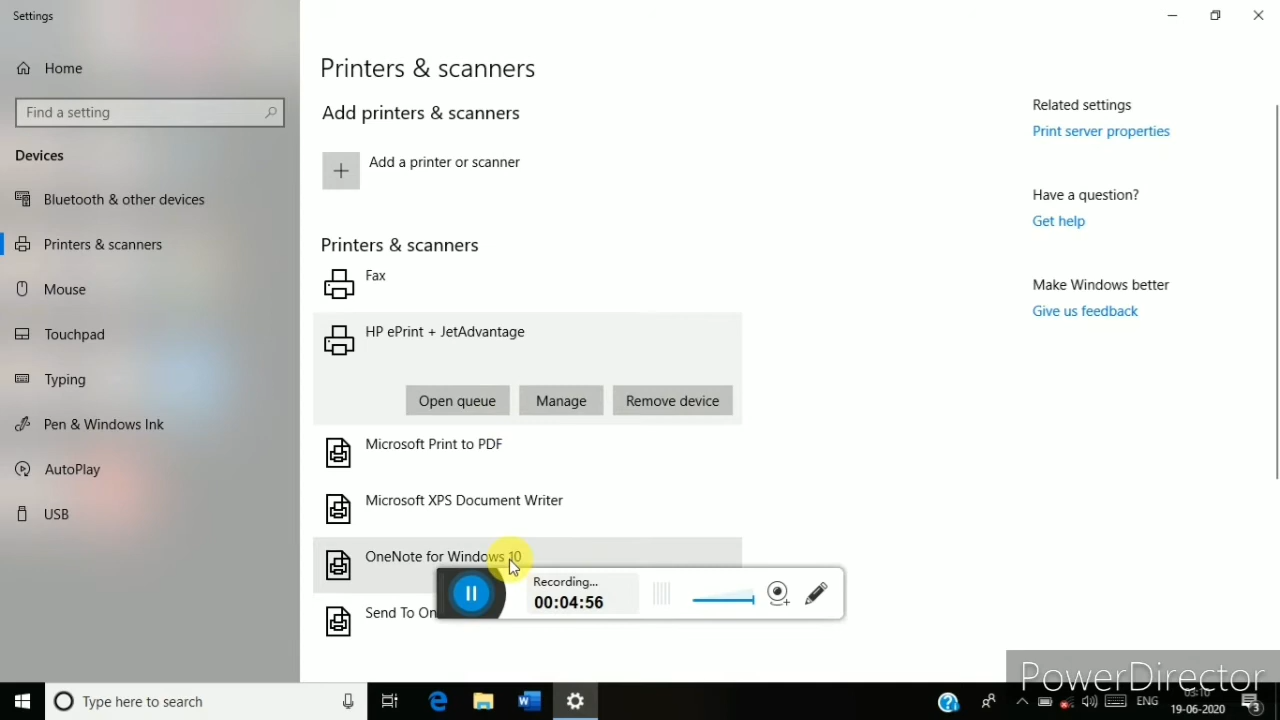 Settings
Home
Find a setting
Devices
Bluetooth & other devices
Printers & scanners
Mouse
Touchpad
Typing
Pen & Windows Ink
AutoPlay
USB
Printers & scanners
Add printers & scanners
Add a printer or scanner
Printers & scanners
Fax
HP ePrint + JetAdvantage
Open queue Manage Remove device
Microsoft Print to PDF
Microsoft XPS Document Writer
OneNote for Windows 10
Send To
Recording...
00:04:56
Related settings
Print server properties
Have a question?
Get help
Make Windows better
Give us feedback
PowerDirector
Type here to search
ENG
03:10
19-06-2020
3